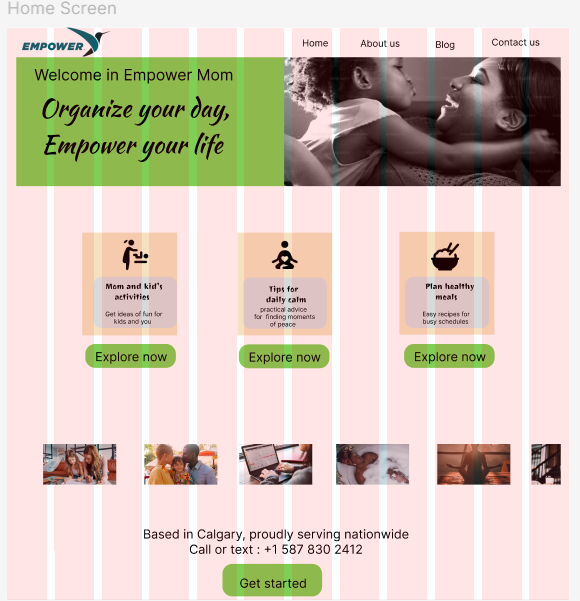 Home Screen
EMPOWER
Home About us Blog Contact us
Welcome in Empower Mom
Organize your day,
Empower your life
Mom and kid's
activities
Get ideas of fun for
kids and you
Explore now
Tips for
daily calm
practical advice
for finding moments
of peace
Explore now
Plan healthy
meals
Easy recipes for
busy schedules
Explore now
Based in Calgary, proudly serving nationwide
Call or text : +1 587 830 2412
Get started